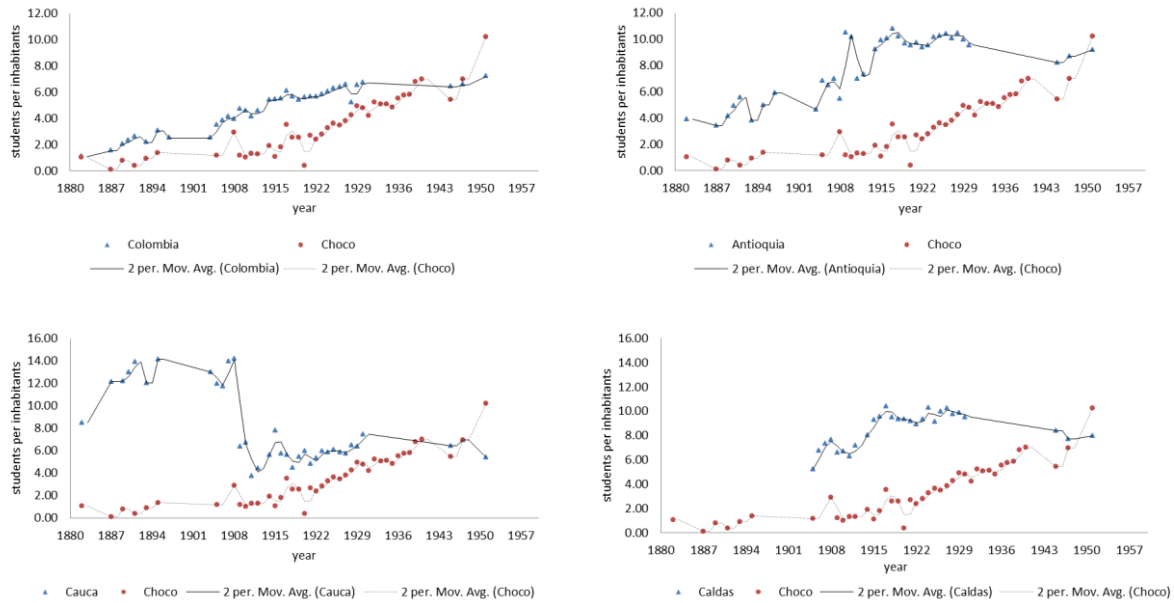 students per inhabitants
12.00
10.00
8.00
6.00
4.00
2.00
0.00
1880 1887 1894 1901 1908 1915 1922 1929 1936 1943 1950 1957
year
Colombia Choco
2 per. Mov. Avg. (Colombia) 2 per. Mov. Avg. (Choco)
students per inhabitants
12.00
10.00
8.00
6.00
4.00
2.00
0.00
1880 1887 1894 1901 1908 1915 1922 1929 1936 1943 1950 1957
year
Antioquia Choco
2 per. Mov. Avg. (Antioquia) 2 per. Mov. Avg. (Choco)
students per inhabitants
16.00
14.00
12.00
10.00
8.00
6.00
4.00
2.00
0.00
1880 1887 1894 1901 1908 1915 1922 1929 1936 1943 1950 1957
year
Cauca Choco 2 per. Mov. Avg. (Cauca) 2 per. Mov. Avg. (Choco)
students per inhabitants
16.00
14.00
12.00
10.00
8.00
6.00
4.00
2.00
0.00
1880 1887 1894 1901 1908 1915 1922 1929 1936 1943 1950 1957
year
Caldas Choco 2 per. Mov. Avg. (Caldas) 2 per. Mov. Avg. (Choco)